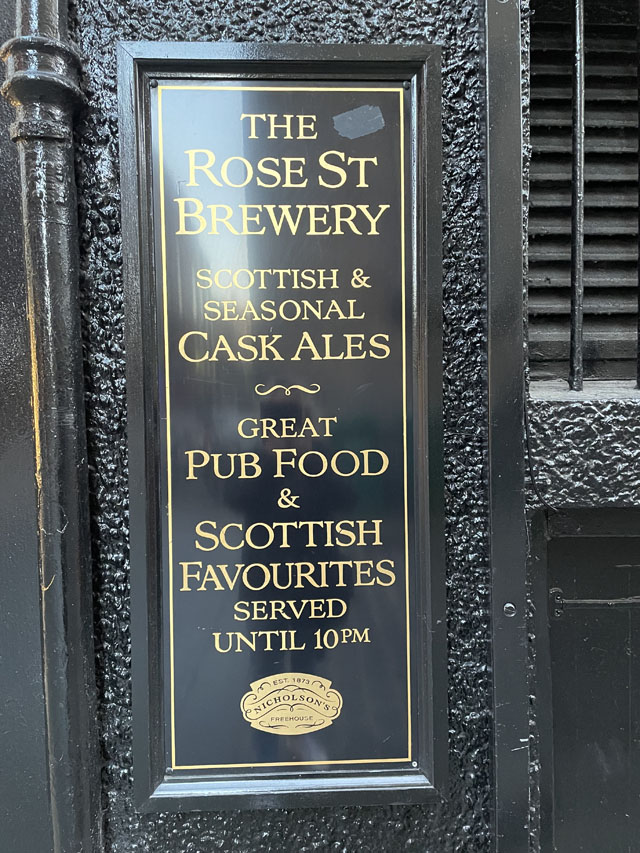 THE
ROSE ST
BREWERY
SCOTTISH &
SEASONAL
CASK ALES
GREAT
PUB FOOD
&
SCOTTISH
FAVOURITES
SERVED
UNTIL 10PM
EST. 1873
NICHOLSON'S
FREEHOUSE